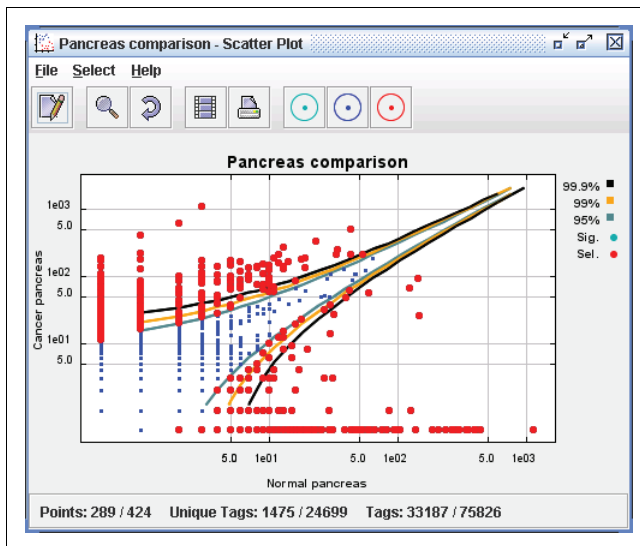 Pancreas comparison - Scatter Plot
File Select Help
Pancreas comparison
99.9%
99%
95%
Sig.
Sel.
Cancer pancreas
1e03
5.0
1e02
5.0
1e01
5.0
5.0 1e01 5.0 1e02 5.0 1e03
Normal pancreas
Points: 289 / 424 Unique Tags: 1475 / 24699 Tags: 33187 / 75826